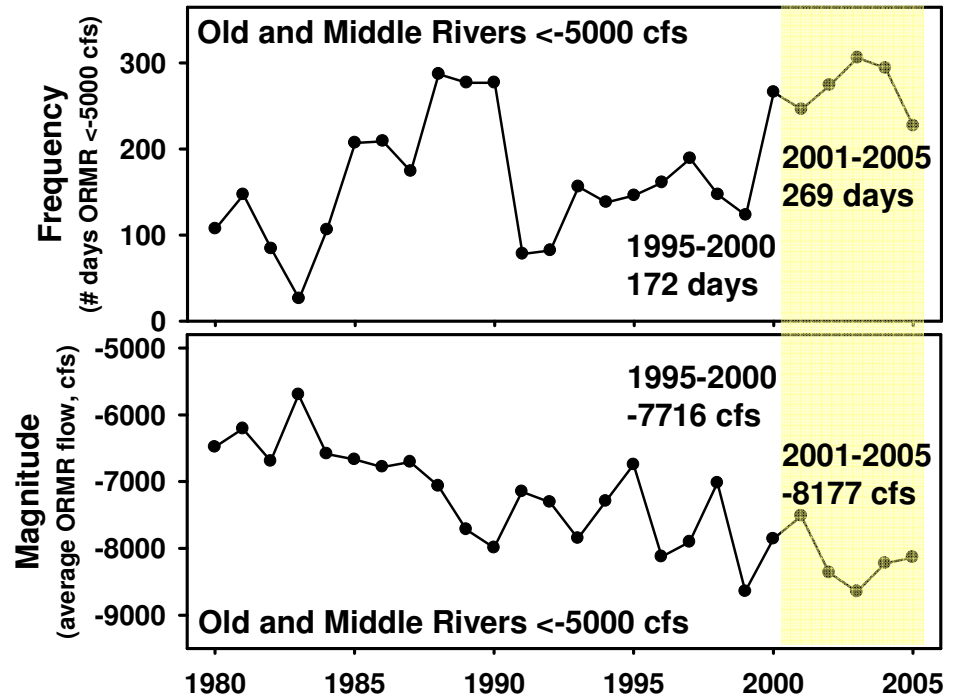 Old and Middle Rivers <-5000 cfs
Frequency
(# days ORMR <-5000 cfs)
300
200
100
0
2001-2005
269 days
1995-2000
172 days
Magnitude
(average ORMR flow, cfs)
-5000
-6000
-7000
-8000
-9000
1995-2000
-7716 cfs
2001-2005
-8177 cfs
Old and Middle Rivers <-5000 cfs
1980 1985 1990 1995 2000 2005